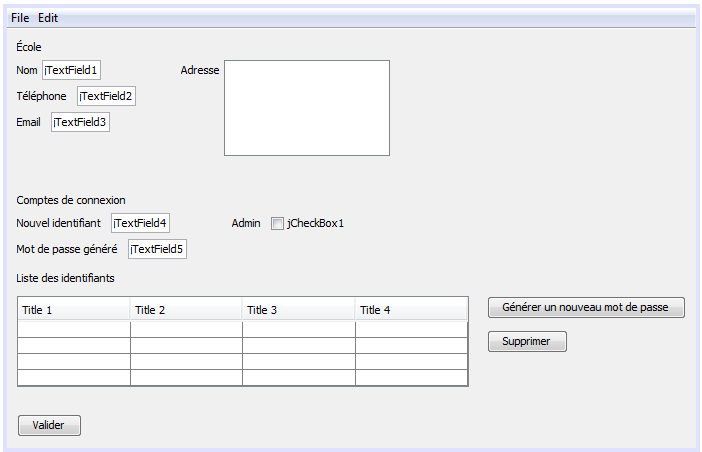 File Edit
École
Nom jTextField1 Adresse
Téléphone jTextField2
Email jTextField3
Comptes de connexion
Nouvel identifiant jTextField4 Admin jCheckBox1
Mot de passe généré jTextField5
Liste des identifiants
Title 1 Title 2 Title 3 Title 4
Générer un nouveau mot de passe
Supprimer
Valider